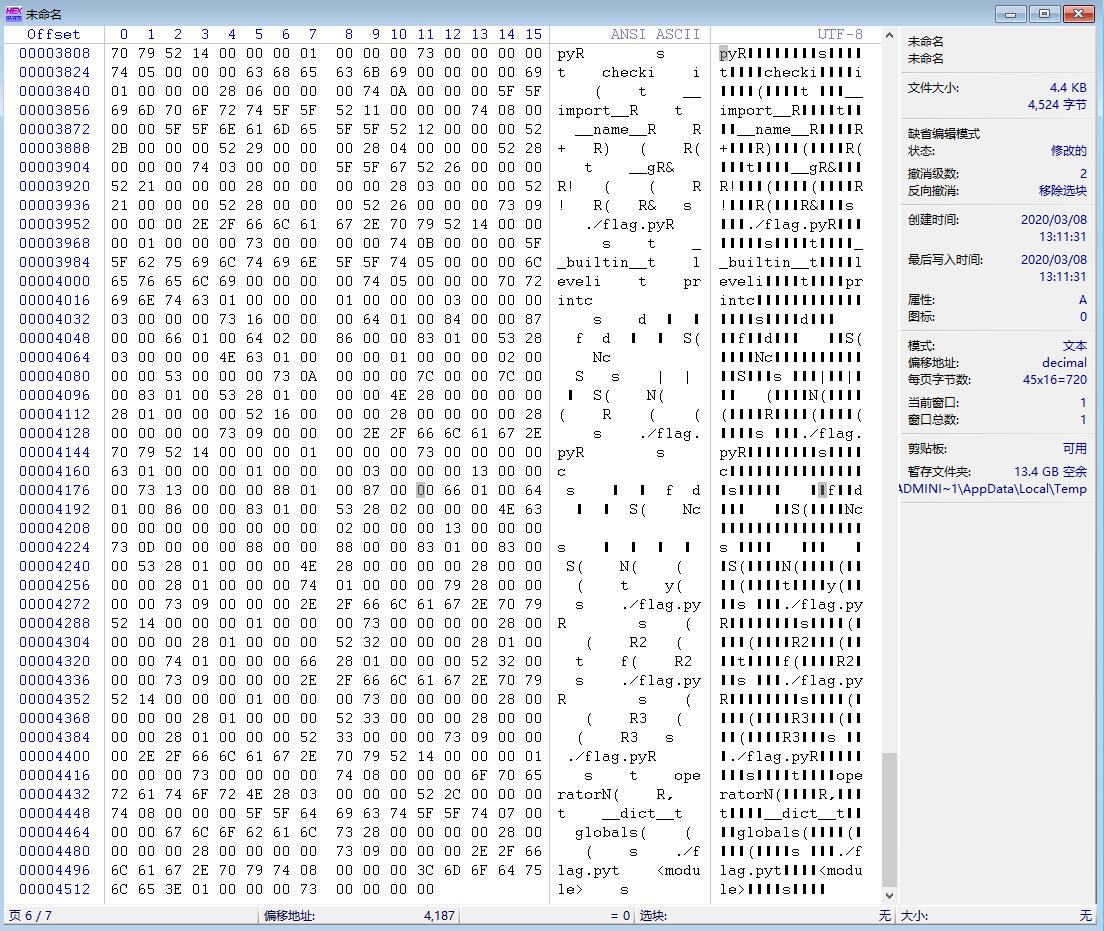 未命名
Offset 0 1 2 3 4 5 6 7 8 9 10 11 12 13 14 15 ANSI ASCII UTF-8
00003808 70 79 52 14 00 00 00 01 00 00 00 73 00 00 00 00 pyR s pyR s
00003824 74 05 00 00 00 63 68 65 63 6B 69 00 00 00 00 69 t checki i t checki i
00003840 01 00 00 00 28 06 00 00 00 74 0A 00 00 00 5F 5F ( t __ ( t __
00003856 69 6D 70 6F 72 74 5F 5F 52 11 00 00 00 74 08 00 import__R t import__R t
00003872 00 00 5F 5F 6E 61 6D 65 5F 5F 52 12 00 00 00 52 __name__R R __name__R R
00003888 2B 00 00 00 52 29 00 00 00 28 04 00 00 00 52 28 + R) ( R( + R) ( R(
00003904 00 00 00 74 03 00 00 00 5F 5F 67 52 26 00 00 00 t __gR& t __gR&
00003920 52 21 00 00 00 28 00 00 00 00 28 03 00 00 00 52 R! ( ( R R! ( ( R
00003936 21 00 00 00 52 28 00 00 00 52 26 00 00 00 73 09 ! R( R& s ! R( R& s
00003952 00 00 00 2E 2F 66 6C 61 67 2E 70 79 52 14 00 00 ./flag.pyR ./flag.pyR
00003968 00 01 00 00 00 73 00 00 00 00 74 0B 00 00 00 5F s t _ s t _
00003984 5F 62 75 69 6C 74 69 6E 5F 5F 74 05 00 00 00 6C _builtin__t l _builtin__t l
00004000 65 76 65 6C 69 00 00 00 00 74 05 00 00 00 70 72 eveli t pr eveli t pr
00004016 69 6E 74 63 01 00 00 00 01 00 00 00 03 00 00 00 intc intc
00004032 03 00 00 00 73 16 00 00 00 64 01 00 84 00 00 87 s d s d
00004048 00 00 66 01 00 64 02 00 86 00 00 83 01 00 53 28 f d S( f d S(
00004064 03 00 00 00 4E 63 01 00 00 00 01 00 00 00 02 00 Nc Nc
00004080 00 00 53 00 00 00 73 0A 00 00 00 7C 00 00 7C 00 S s | | S s | |
00004096 00 83 01 00 53 28 01 00 00 00 4E 28 00 00 00 00 S( N( ( N(
00004112 28 01 00 00 00 52 16 00 00 00 28 00 00 00 00 28 ( R ( ( ( R ( (
00004128 00 00 00 00 73 09 00 00 00 2E 2F 66 6C 61 67 2E s ./flag. s ./flag.
00004144 70 79 52 14 00 00 00 01 00 00 00 73 00 00 00 00 pyR s pyR s
00004160 63 01 00 00 00 01 00 00 00 03 00 00 00 13 00 00 c c
00004176 00 73 13 00 00 00 88 01 00 87 00 00 66 01 00 64 s f d s f d
00004192 01 00 86 00 00 83 01 00 53 28 02 00 00 00 4E 63 S( Nc S( Nc
00004208 00 00 00 00 00 00 00 00 02 00 00 00 13 00 00 00
00004224 73 0D 00 00 00 88 00 00 88 00 00 83 01 00 83 00 s s
00004240 00 53 28 01 00 00 00 4E 28 00 00 00 00 28 00 00 S( N( ( S( N( (
00004256 00 00 28 01 00 00 00 74 01 00 00 00 79 28 00 00 ( t y( ( t y(
00004272 00 00 73 09 00 00 00 2E 2F 66 6C 61 67 2E 70 79 s ./flag.py s ./flag.py
00004288 52 14 00 00 00 01 00 00 00 73 00 00 00 00 28 00 R s ( R s (
00004304 00 00 00 28 01 00 00 00 52 32 00 00 00 28 01 00 ( R2 ( ( R2 (
00004320 00 00 74 01 00 00 00 66 28 01 00 00 00 52 32 00 t f( R2 t f( R2
00004336 00 00 73 09 00 00 00 2E 2F 66 6C 61 67 2E 70 79 s ./flag.py s ./flag.py
00004352 52 14 00 00 00 01 00 00 00 73 00 00 00 00 28 00 R s ( R s (
00004368 00 00 00 28 01 00 00 00 52 33 00 00 00 28 00 00 ( R3 ( ( R3 (
00004384 00 00 28 01 00 00 00 52 33 00 00 00 73 09 00 00 ( R3 s ( R3 s
00004400 00 2E 2F 66 6C 61 67 2E 70 79 52 14 00 00 00 01 ./flag.pyR ./flag.pyR
00004416 00 00 00 73 00 00 00 00 74 08 00 00 00 6F 70 65 s t ope s t ope
00004432 72 61 74 6F 72 4E 28 03 00 00 00 52 2C 00 00 00 ratorN( R, ratorN( R,
00004448 74 08 00 00 00 5F 5F 64 69 63 74 5F 5F 74 07 00 t __dict__t t __dict__t
00004464 00 00 67 6C 6F 62 61 6C 73 28 00 00 00 00 28 00 globals( ( globals( (
00004480 00 00 00 28 00 00 00 00 73 09 00 00 00 2E 2F 66 ( s ./f ( s ./f
00004496 6C 61 67 2E 70 79 74 08 00 00 00 3C 6D 6F 64 75 lag.pyt <modu lag.pyt <modu
00004512 6C 65 3E 01 00 00 00 73 00 00 00 00 le> s le> s
未命名
未命名
文件大小: 4.4 KB
4,524 字节
缺省编辑模式
状态: 修改的
撤消级数: 2
反向撤消: 移除选块
创建时间: 2020/03/08
13:11:31
最后写入时间: 2020/03/08
13:11:31
属性: A
图标: 0
模式: 文本
偏移地址: decimal
每页字节数: 45x16=720
当前窗口: 1
窗口总数: 1
剪贴板: 可用
暂存文件夹: 13.4 GB 空余
ADMINI~1\AppData\Local\Temp
页 6 / 7 偏移地址: 4,187 = 0 选块: 无 大小: 无